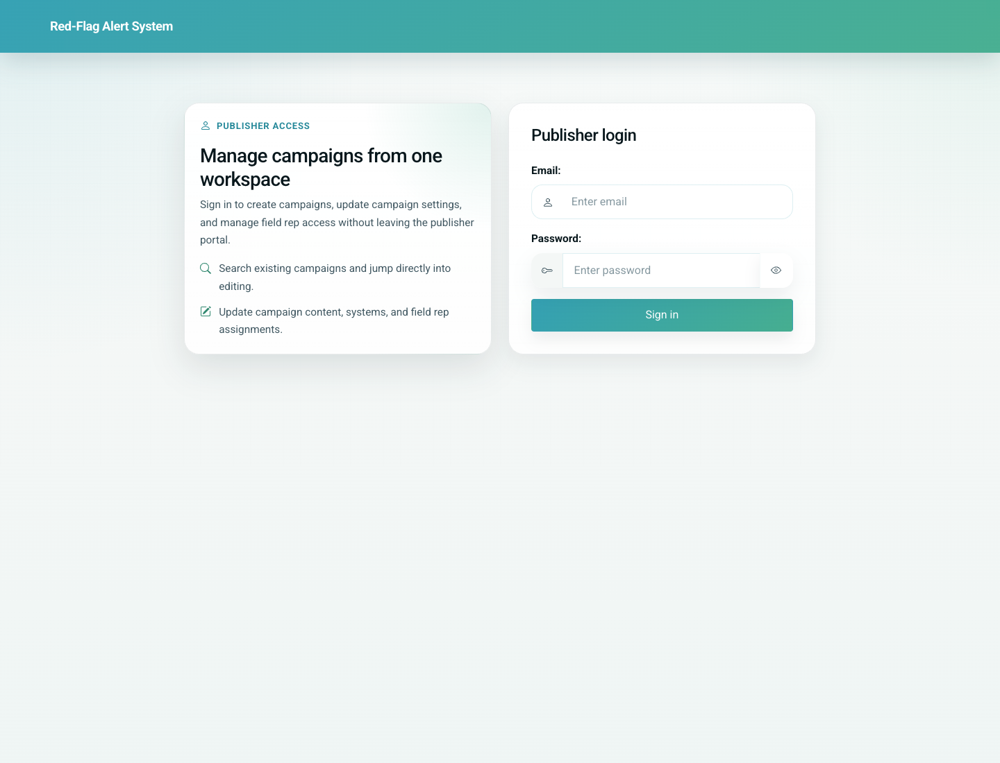 Red-Flag Alert System
PUBLISHER ACCESS
Manage campaigns from one
workspace
Sign in to create campaigns, update campaign settings,
and manage field rep access without leaving the publisher
portal.
Search existing campaigns and jump directly into
editing.
Update campaign content, systems, and field rep
assignments.
Publisher login
Email:
Enter email
Password:
Enter password
Sign in